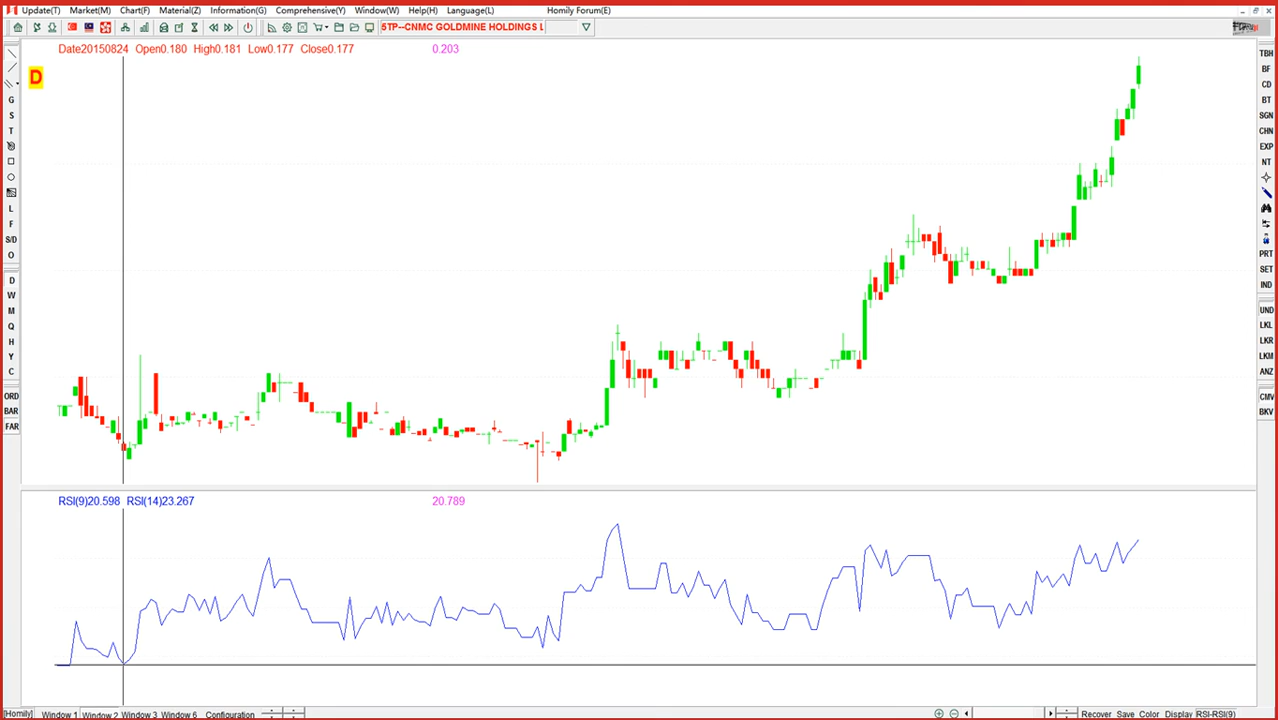 Update(T) Market(M) Chart(F) Material(Z) Information(G) Comprehensive(Y) Window(W) Help(H) Language(L) Homily Forum(E)
5TP--CNMC GOLDMINE HOLDINGS L
Date20150824 Open0.180 High0.181 Low0.177 Close0.177 0.203
D
G
S
T
L
F
S/D
O
D
W
M
Q
H
Y
C
ORD
BAR
FAR
TBH
BF
CD
BT
SGN
CHN
EXP
NT
PRT
SET
IND
UND
LKL
LKR
LKM
ANZ
CMV
BKV
RSI(9)20.598 RSI(14)23.267 20.789
[Homily] Window 1 Window 2 Window 3 Window 6 Configuration Recover Save Color Display RSI-RSI(9)